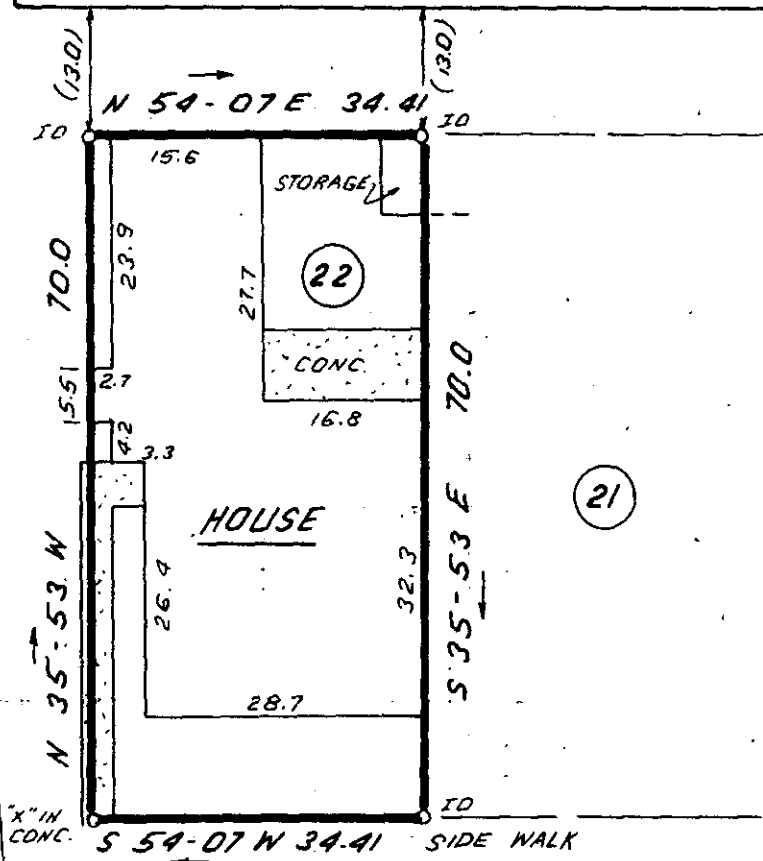 (13.0)
(13.0)
N 54-07 E 34.41
IO
IO
15.6
STORAGE
23.9
70.0
22
27.7
CONC.
2.7
5.5
16.8
70.0
4.2
3.3
21
HOUSE
26.4
32.3
N 35-53 W
S 35-53 E
28.7
"X" IN
CONC.
IO
S 54-07 W 34.41
SIDE WALK